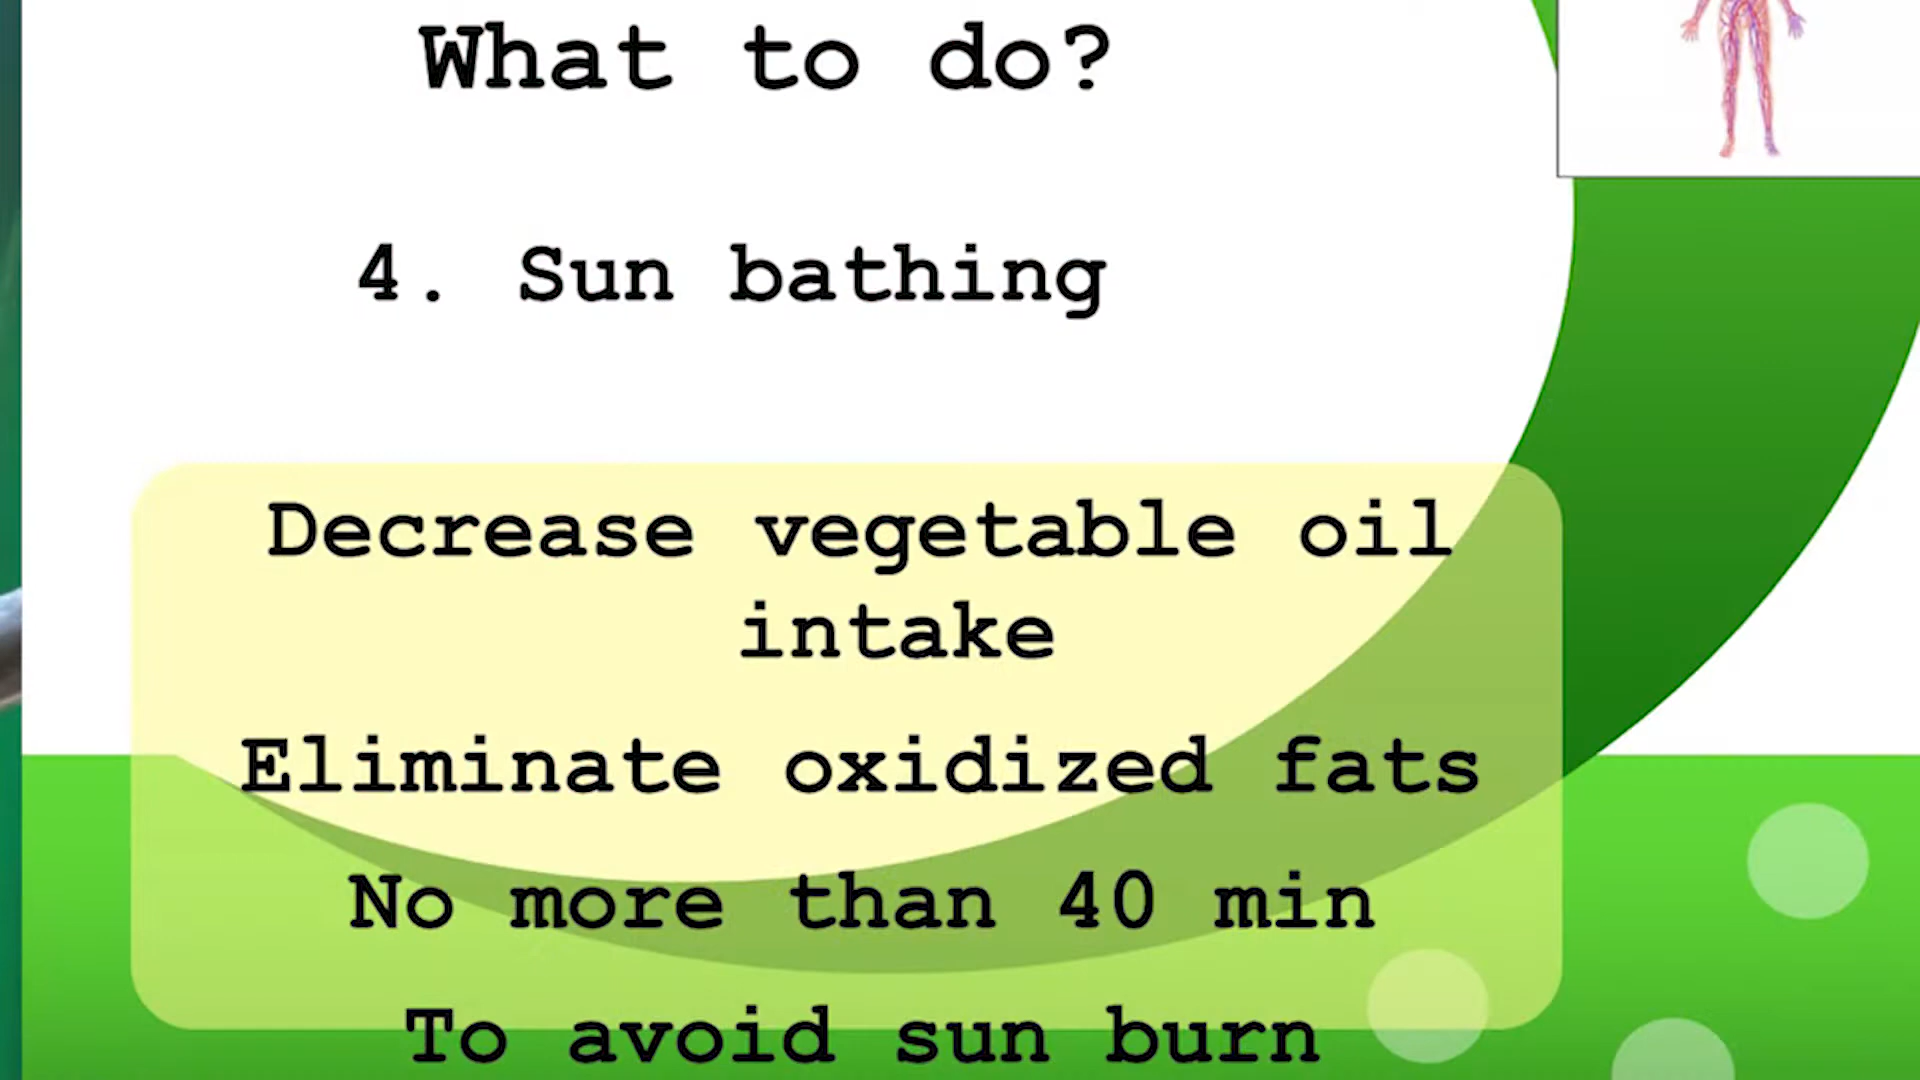 What to do?
4. Sun bathing
Decrease vegetable oil
intake
Eliminate oxidized fats
No more than 40 min
To avoid sun burn